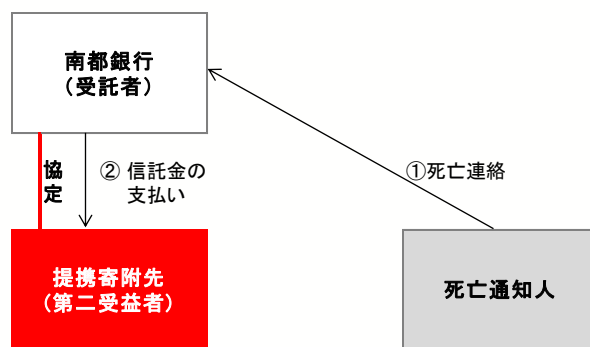 南都銀行
（受託者）
協
定
② 信託金の
支払い
①死亡連絡
提携寄附先
（第二受益者）
死亡通知人